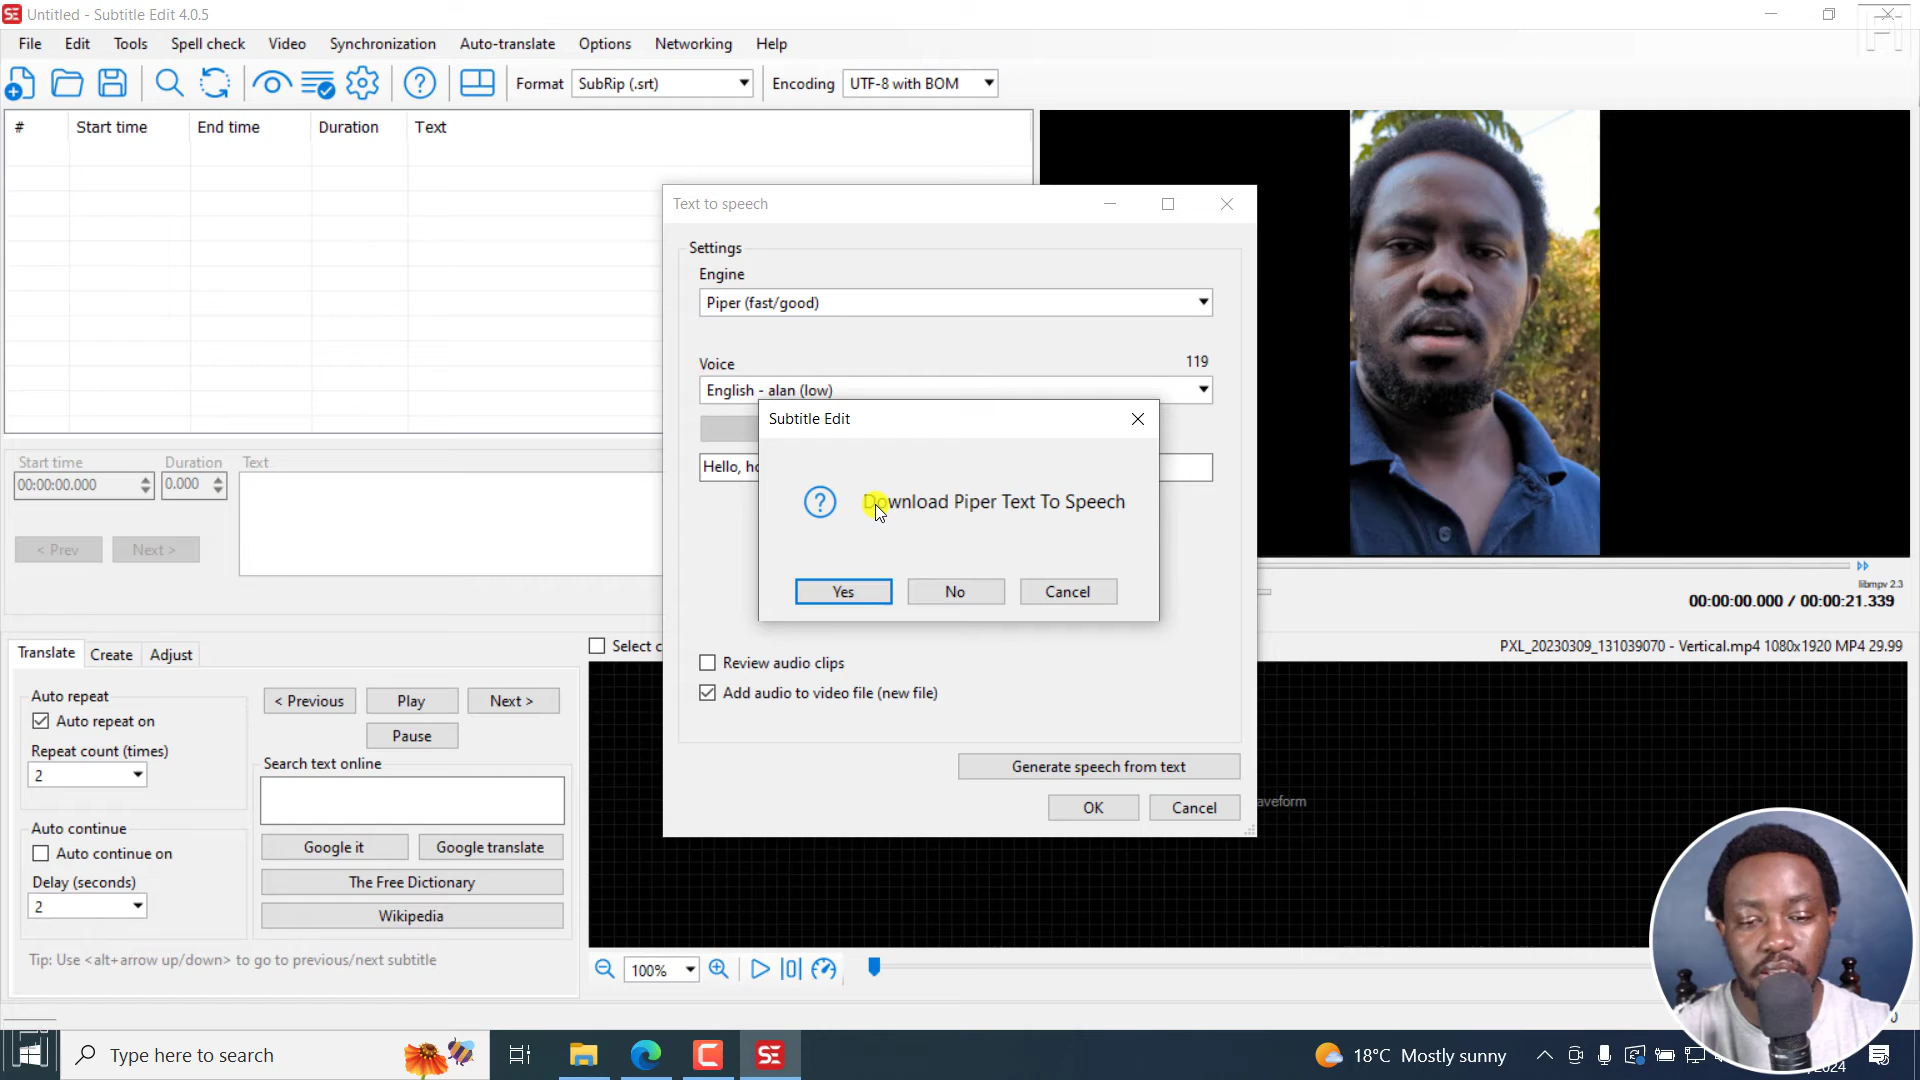 Untitled - Subtitle Edit 4.0.5
File Edit Tools Spell check Video Synchronization Auto-translate Options Networking Help
Format SubRip (.srt) Encoding UTF-8 with BOM
# Start time End time Duration Text
Text to speech
Settings
Engine
Piper (fast/good)
Voice 119
English - alan (low)
Subtitle Edit
Hello,
Download Piper Text To Speech
Yes No Cancel
Start time Duration Text
00:00:00.000 0.000
< Prev Next >
libmpv 2.3
00:00:00.000 / 00:00:21.339
Select
PXL_20230309_131039070 - Vertical.mp4 1080x1920 MP4 29.99
Review audio clips
Add audio to video file (new file)
Generate speech from text
OK Cancel
Translate Create Adjust
Auto repeat
Auto repeat on
Repeat count (times)
2
Auto continue
Auto continue on
Delay (seconds)
2
< Previous Play Next >
Pause
Search text online
Google it Google translate
The Free Dictionary
Wikipedia
Tip: Use <alt+arrow up/down> to go to previous/next subtitle
100%
Type here to search
18°C Mostly sunny